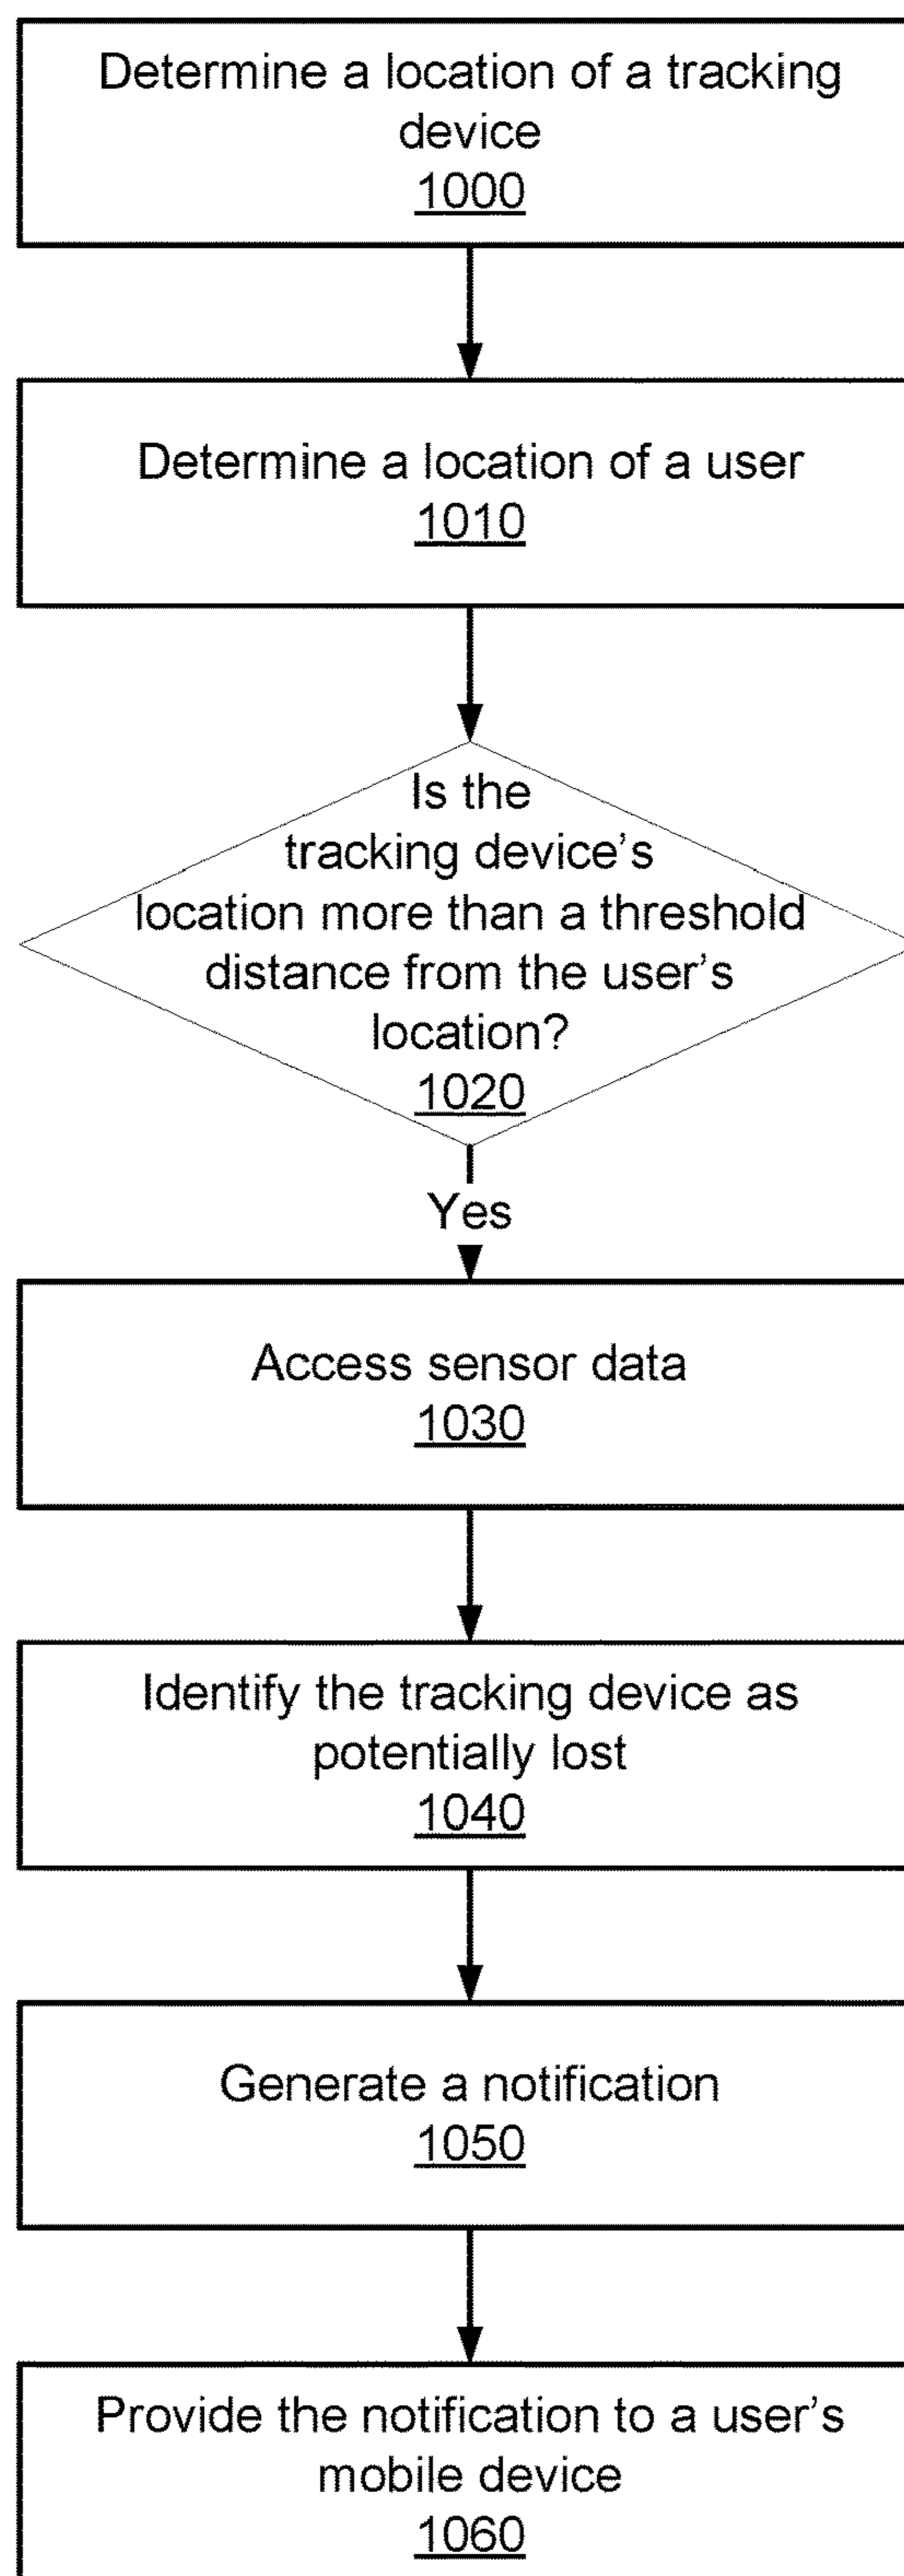 Determine a location of a tracking
device
1000
Determine a location of a user
1010
Is the
tracking device's
location more than a threshold
distance from the user's
location?
1020
Yes
Access sensor data
1030
Identify the tracking device as
potentially lost
1040
Generate a notification
1050
Provide the notification to a user's
mobile device
1060